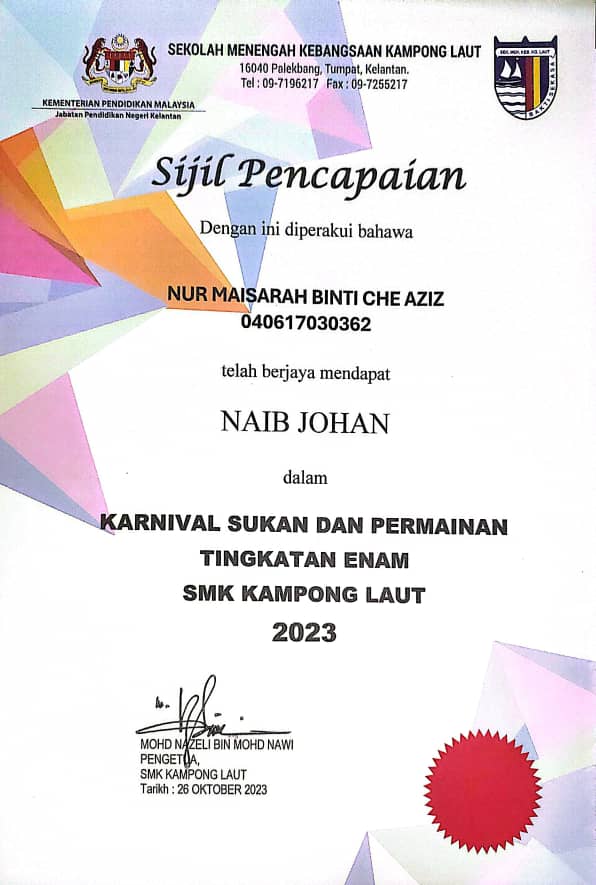 SEKOLAH MENENGAH KEBANGSAAN KAMPONG LAUT
16040 Palekbang, Tumpat, Kelantan.
Tel : 09-7196217 Fax : 09-7255217
KEMENTERIAN PENDIDIKAN MALAYSIA
Jabatan Pendidikan Negeri Kelantan
SEK. MEN. KEB. KG. LAUT
BAKTI-SEKASA
Sijil Pencapaian
Dengan ini diperakui bahawa
NUR MAISARAH BINTI CHE AZIZ
040617030362
telah berjaya mendapat
NAIB JOHAN
dalam
KARNIVAL SUKAN DAN PERMAINAN
TINGKATAN ENAM
SMK KAMPONG LAUT
2023
MOHD NAZELI BIN MOHD NAWI
PENGETUA,
SMK KAMPONG LAUT
Tarikh : 26 OKTOBER 2023